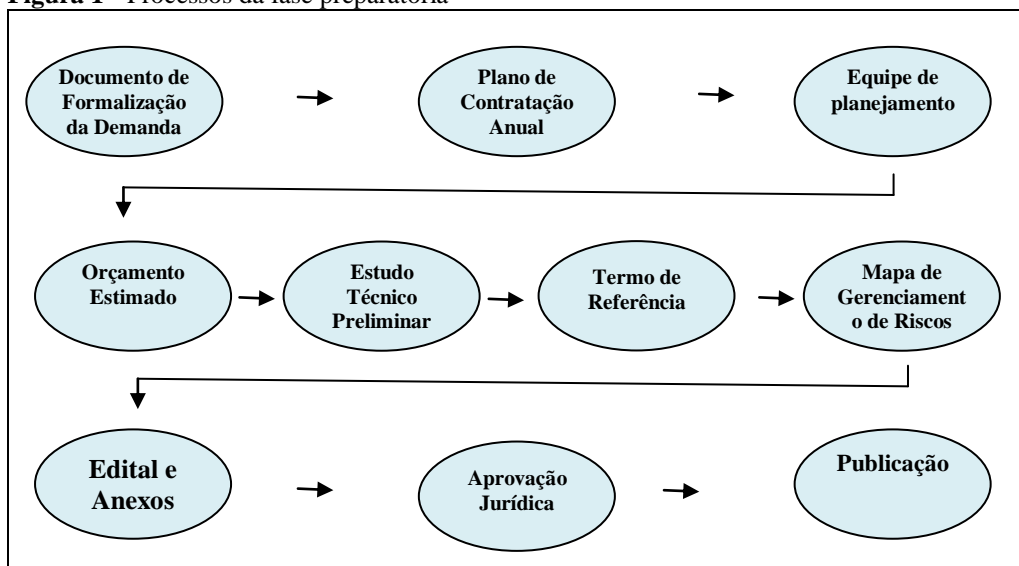 Figura 1 - Processos da fase preparatória
Documento de
Formalização
da Demanda
Plano de
Contratação
Anual
Equipe de
planejamento
Orçamento
Estimado
Estudo
Técnico
Preliminar
Termo de
Referência
Mapa de
Gerenciament
o de Riscos
Edital e
Anexos
Aprovação
Jurídica
Publicação